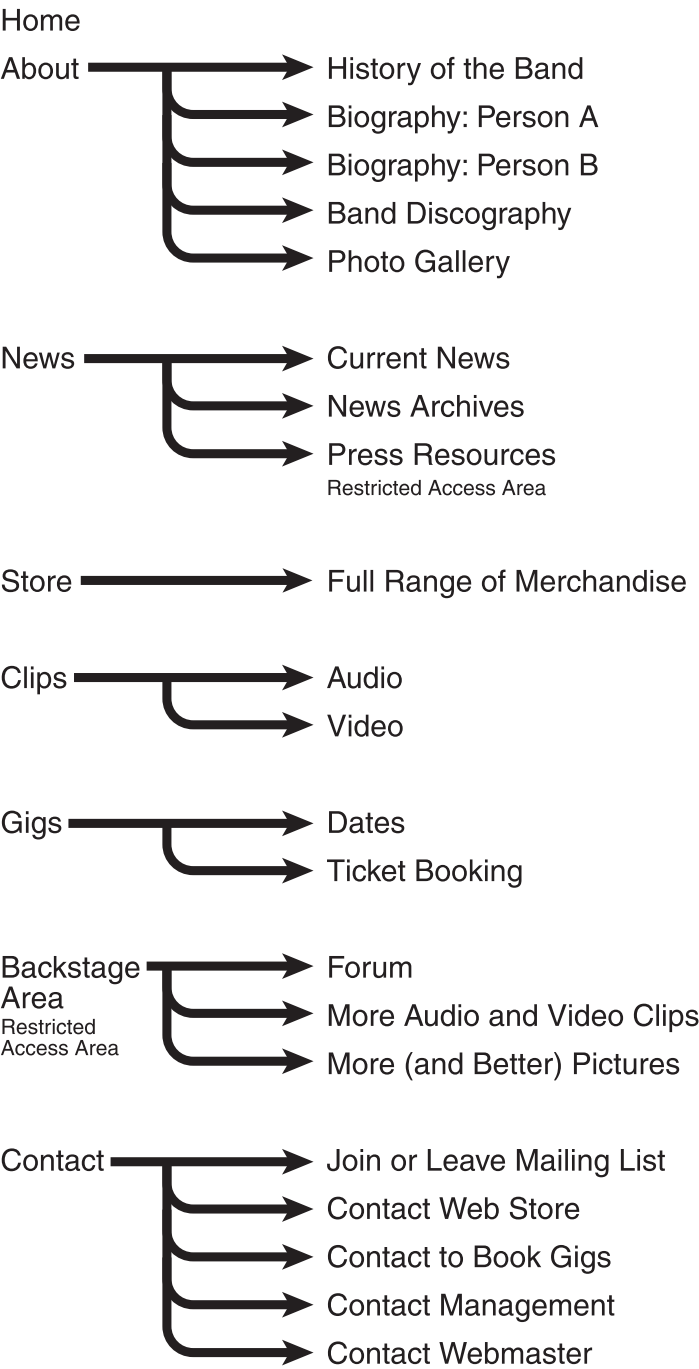 Home
About
History of the Band
Biography: Person A
Biography: Person B
Band Discography
Photo Gallery
News
Current News
News Archives
Press Resources
Restricted Access Area
Store
Full Range of Merchandise
Clips
Audio
Video
Gigs
Dates
Ticket Booking
Backstage
Area
Restricted
Access Area
Forum
More Audio and Video Clips
More (and Better) Pictures
Contact
Join or Leave Mailing List
Contact Web Store
Contact to Book Gigs
Contact Management
Contact Webmaster